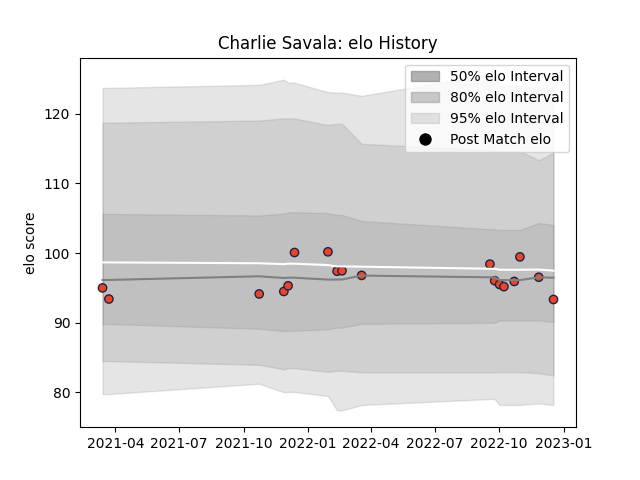 Charlie Savala: elo History
50% elo Interval
80% elo Interval
95% elo Interval
Post Match elo
elo score
120
110
100
90
80
2021-04 2021-07 2021-10 2022-01 2022-04 2022-07 2022-10 2023-01